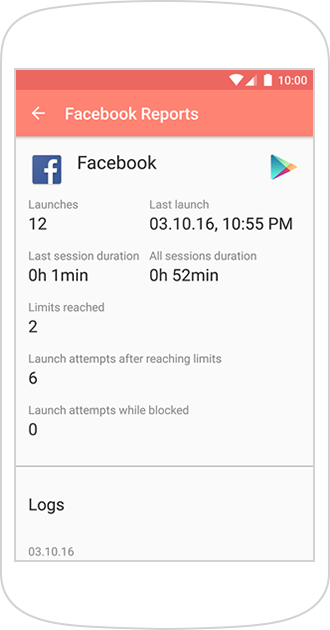 10:00
Facebook Reports
Facebook
Launches Last launch
12 03.10.16, 10:55 PM
Last session duration All sessions duration
0h 1min 0h 52min
Limits reached
2
Launch attempts after reaching limits
6
Launch attempts while blocked
0
Logs
03.10.16